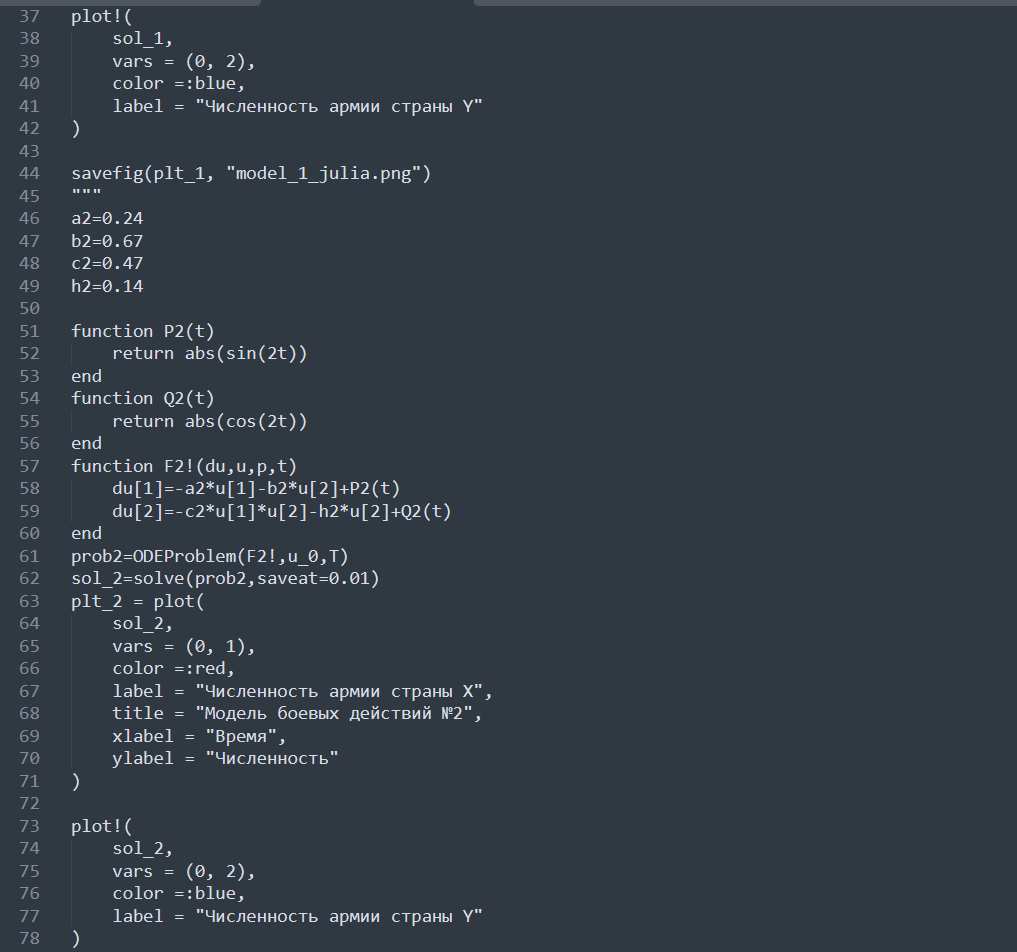 37 plot!(
38     sol_1,
39     vars = (0, 2),
40     color =:blue,
41     label = "Численность армии страны Y"
42 )
43
44 savefig(plt_1, "model_1_julia.png")
45 """
46 a2=0.24
47 b2=0.67
48 c2=0.47
49 h2=0.14
50
51 function P2(t)
52     return abs(sin(2t))
53 end
54 function Q2(t)
55     return abs(cos(2t))
56 end
57 function F2!(du,u,p,t)
58     du[1]=-a2*u[1]-b2*u[2]+P2(t)
59     du[2]=-c2*u[1]*u[2]-h2*u[2]+Q2(t)
60 end
61 prob2=ODEProblem(F2!,u_0,T)
62 sol_2=solve(prob2,saveat=0.01)
63 plt_2 = plot(
64     sol_2,
65     vars = (0, 1),
66     color =:red,
67     label = "Численность армии страны X",
68     title = "Модель боевых действий №2",
69     xlabel = "Время",
70     ylabel = "Численность"
71 )
72
73 plot!(
74     sol_2,
75     vars = (0, 2),
76     color =:blue,
77     label = "Численность армии страны Y"
78 )